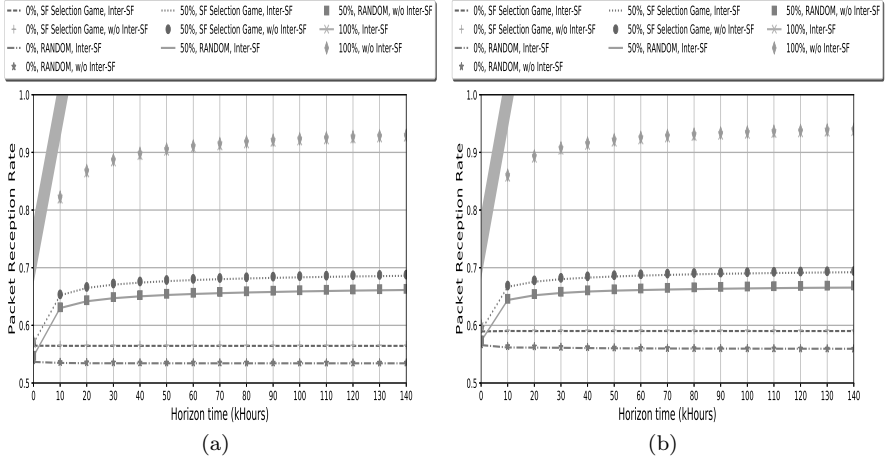 0%, SF Selection Game, Inter-SF
0%, SF Selection Game, w/o Inter-SF
0%, RANDOM, Inter-SF
0%, RANDOM, w/o Inter-SF
50%, SF Selection Game, Inter-SF
50%, SF Selection Game, w/o Inter-SF
50%, RANDOM, Inter-SF
50%, RANDOM, w/o Inter-SF
100%, Inter-SF
100%, w/o Inter-SF
Packet Reception Rate
1.0
0.9
0.8
0.7
0.6
0.5
0 10 20 30 40 50 60 70 80 90 100 110 120 130 140
Horizon time (kHours)
(a)
0%, SF Selection Game, Inter-SF
0%, SF Selection Game, w/o Inter-SF
0%, RANDOM, Inter-SF
0%, RANDOM, w/o Inter-SF
50%, SF Selection Game, Inter-SF
50%, SF Selection Game, w/o Inter-SF
50%, RANDOM, Inter-SF
50%, RANDOM, w/o Inter-SF
100%, Inter-SF
100%, w/o Inter-SF
Packet Reception Rate
1.0
0.9
0.8
0.7
0.6
0.5
0 10 20 30 40 50 60 70 80 90 100 110 120 130 140
Horizon time (kHours)
(b)